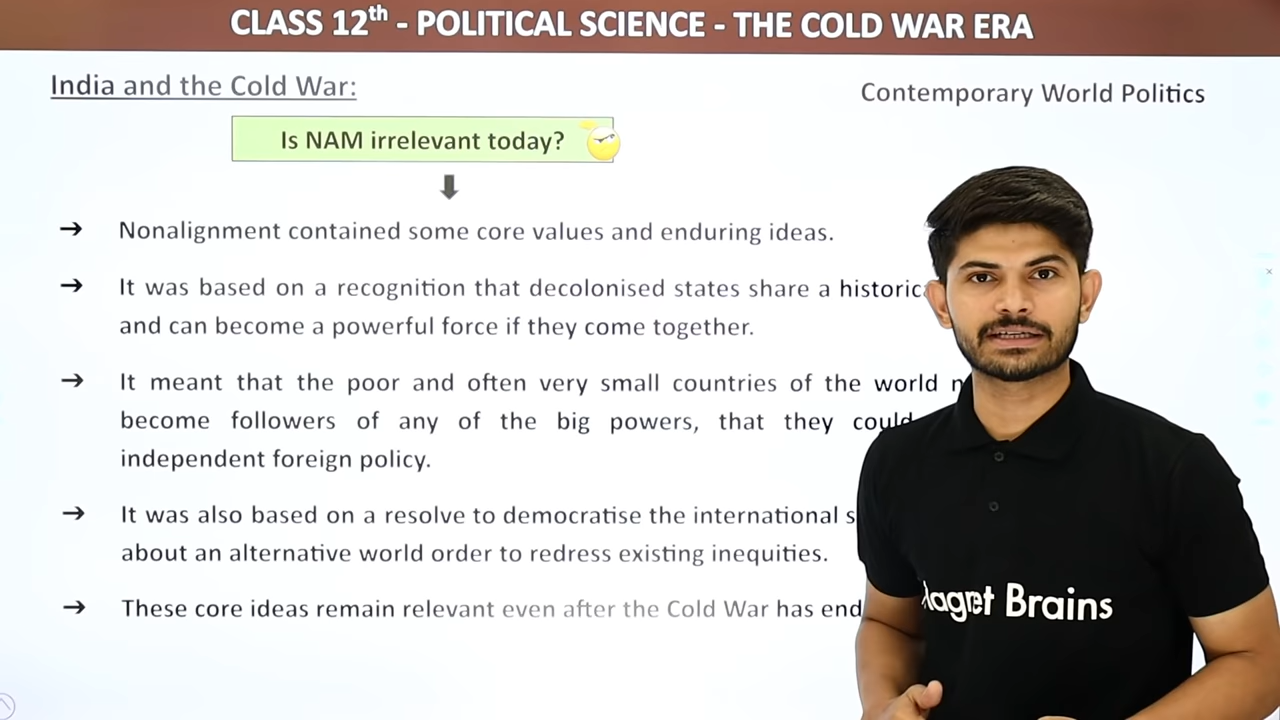 CLASS 12th - POLITICAL SCIENCE - THE COLD WAR ERA
India and the Cold War:
Contemporary World Politics
Is NAM irrelevant today?
➔ Nonalignment contained some core values and enduring ideas.
➔ It was based on a recognition that decolonised states share a
and can become a powerful force if they come together.
➔ It meant that the poor and often very small countries of the world
become followers of any of the big powers, that they could
independent foreign policy.
➔ It was also based on a resolve to democratise the international
about an alternative world order to redress existing inequities.
➔ These core ideas remain relevant even after the Cold War has
Brains